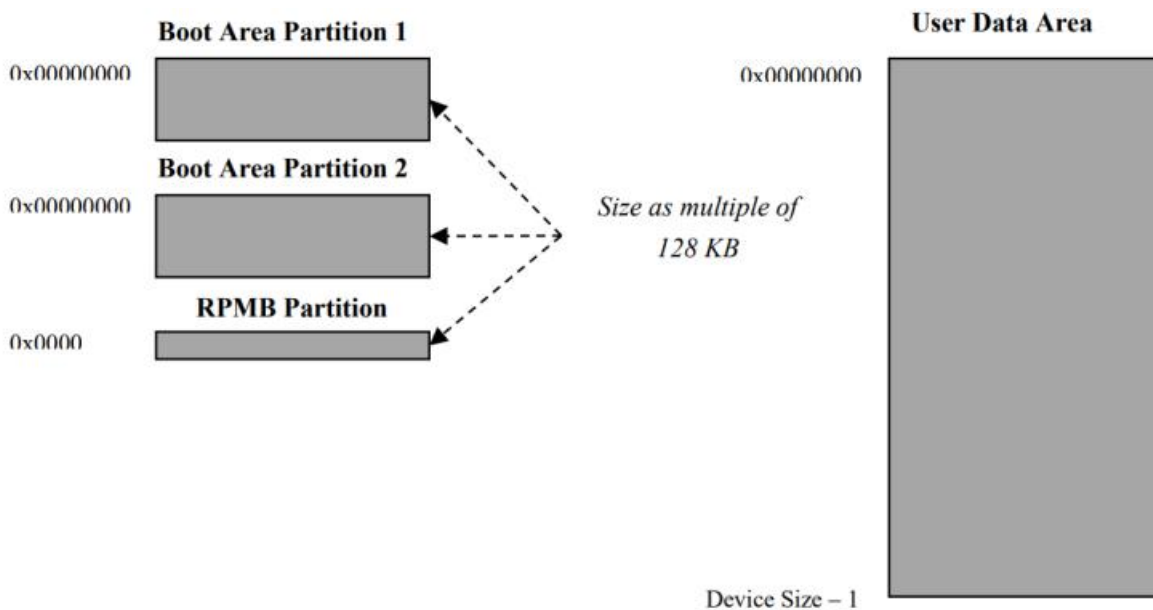 Boot Area Partition 1
0x00000000
Boot Area Partition 2
0x00000000
RPMB Partition
0x0000
Size as multiple of
128 KB
User Data Area
0x00000000
Device Size – 1